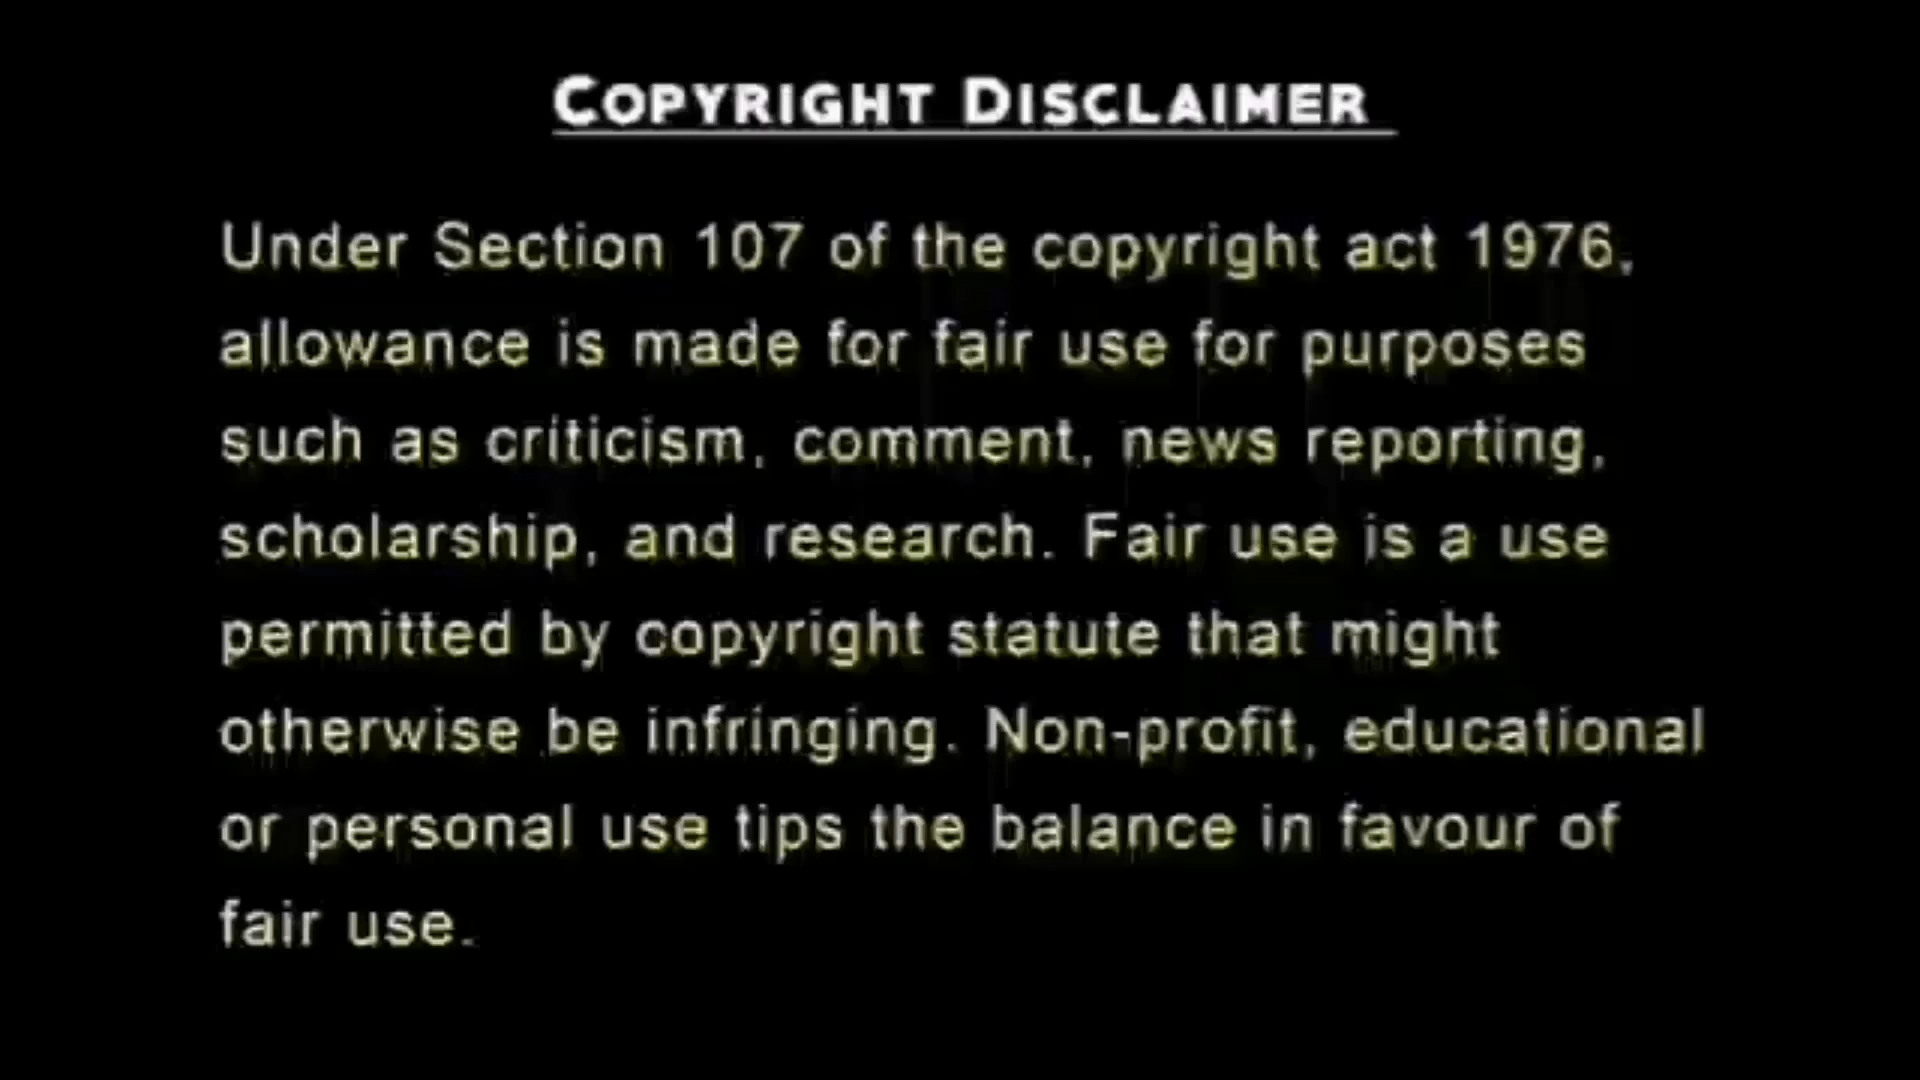 Copyright Disclaimer
Under Section 107 of the copyright act 1976,
allowance is made for fair use for purposes
such as criticism, comment, news reporting,
scholarship, and research. Fair use is a use
permitted by copyright statute that might
otherwise be infringing. Non-profit, educational
or personal use tips the balance in favour of
fair use.